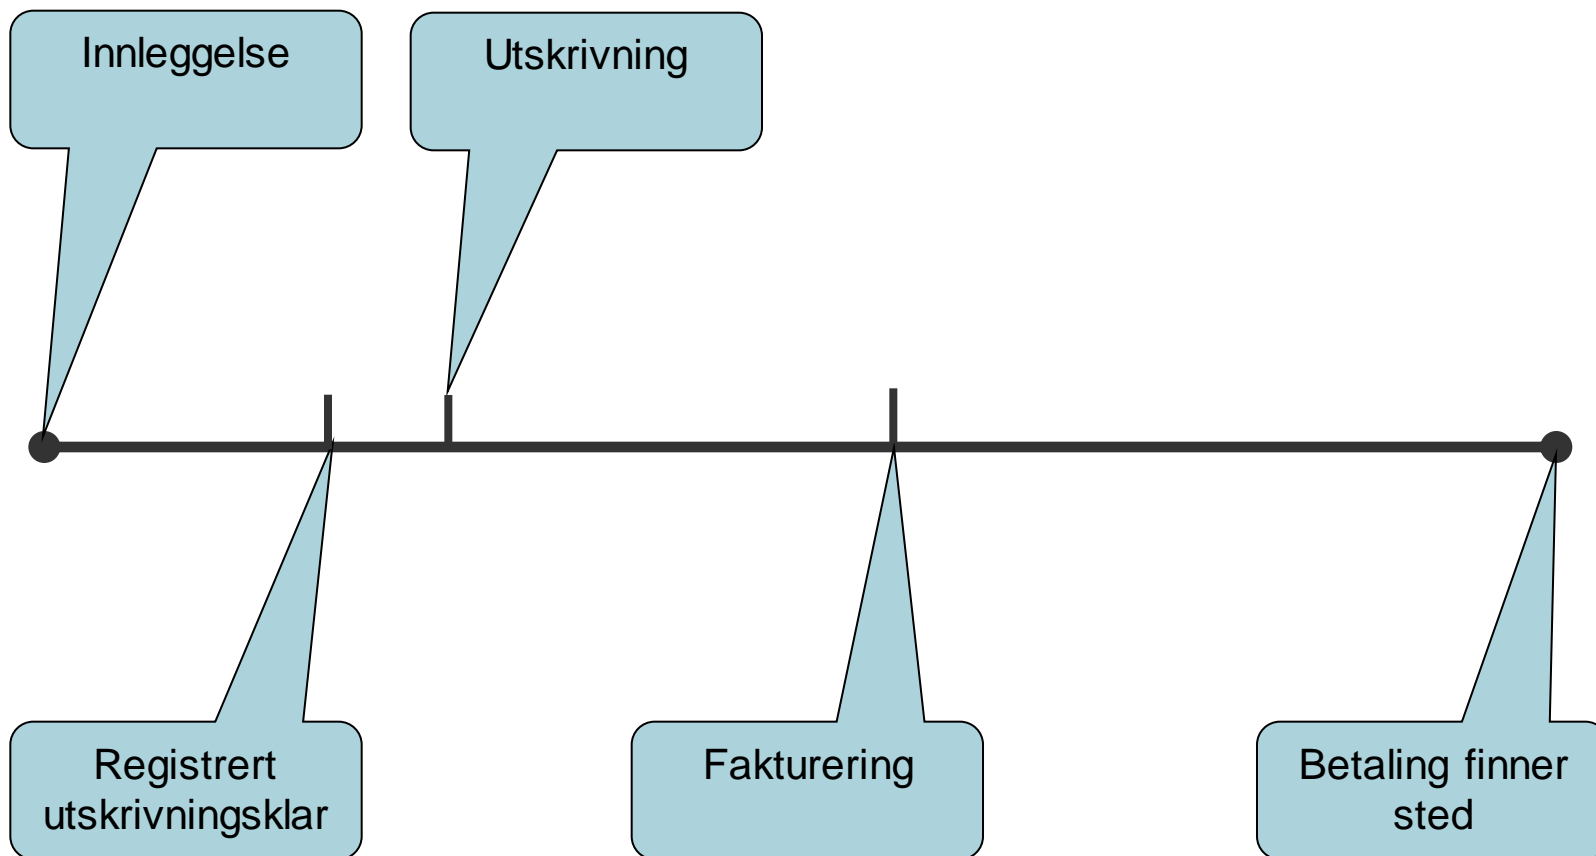 Innleggelse
Utskrivning
Registrert
utskrivningsklar
Fakturering
Betaling finner
sted